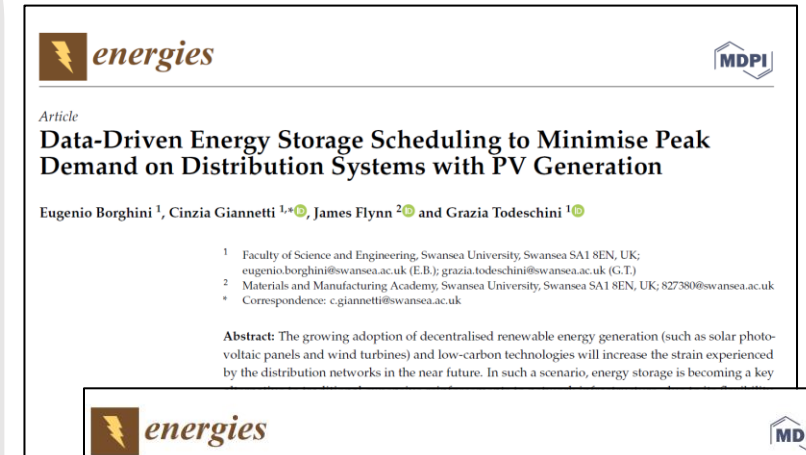 energies
MDPI
Article
Data-Driven Energy Storage Scheduling to Minimise Peak
Demand on Distribution Systems with PV Generation
Eugenio Borghini 1, Cinzia Giannetti 1,*, James Flynn 2 and Grazia Todeschini 1
1 Faculty of Science and Engineering, Swansea University, Swansea SA1 8EN, UK;
eugenio.borghini@swansea.ac.uk (E.B.); grazia.todeschini@swansea.ac.uk (G.T.)
2 Materials and Manufacturing Academy, Swansea University, Swansea SA1 8EN, UK; 827380@swansea.ac.uk
* Correspondence: c.giannetti@swansea.ac.uk
Abstract: The growing adoption of decentralised renewable energy generation (such as solar photo-
voltaic panels and wind turbines) and low-carbon technologies will increase the strain experienced
by the distribution networks in the near future. In such a scenario, energy storage is becoming a key
energies
MD